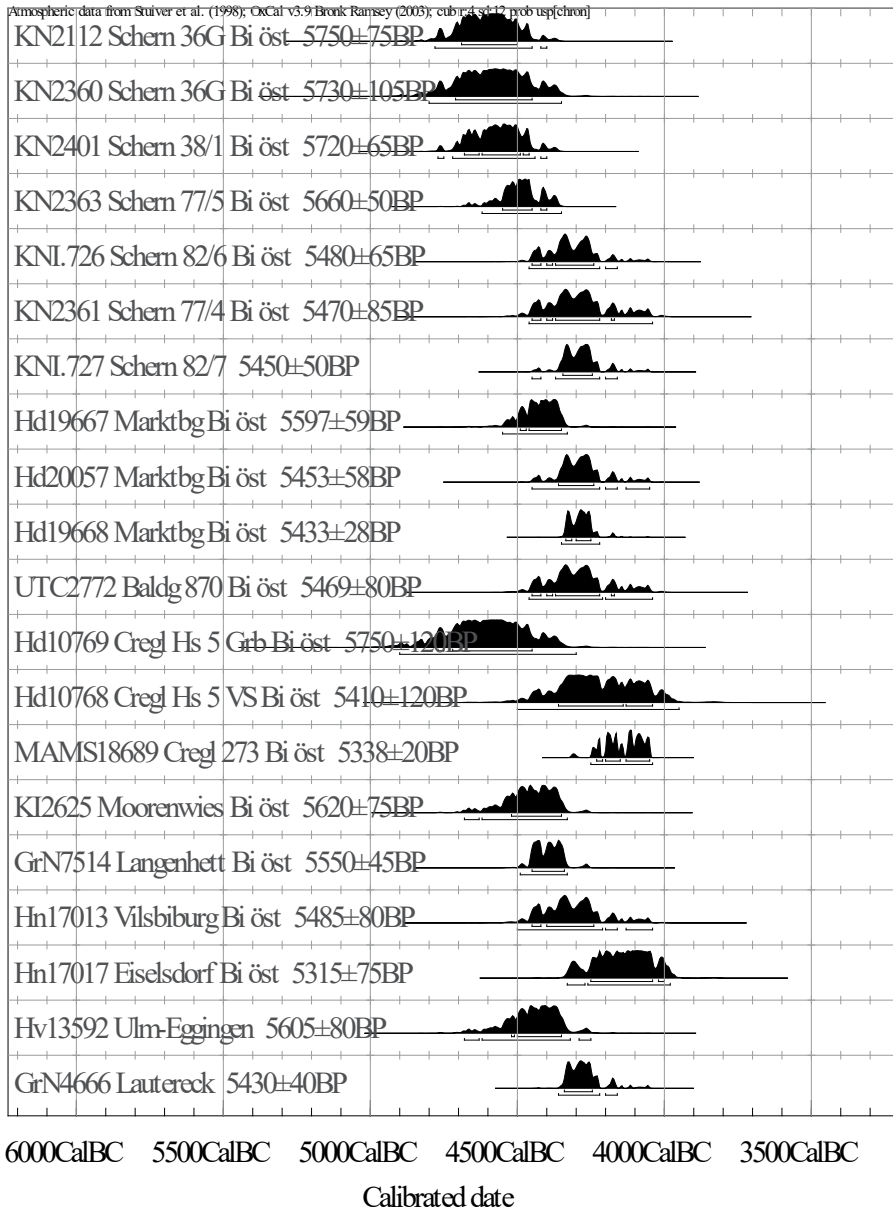 Atmospheric data from Stuiver et al. (1998); OxCal v3.9 Bronk Ramsey (2003); cub r:4 sd:12 prob usp[chron]
KN2112 Schern 36G Bi öst 5750±75BP
KN2360 Schern 36G Bi öst 5730±105BP
KN2401 Schern 38/1 Bi öst 5720±65BP
KN2363 Schern 77/5 Bi öst 5660±50BP
KNI.726 Schern 82/6 Bi öst 5480±65BP
KN2361 Schern 77/4 Bi öst 5470±85BP
KNI.727 Schern 82/7 5450±50BP
Hd19667 Marktbg Bi öst 5597±59BP
Hd20057 Marktbg Bi öst 5453±58BP
Hd19668 Marktbg Bi öst 5433±28BP
UTC2772 Baldg 870 Bi öst 5469±80BP
Hd10769 Cregl Hs 5 Grb Bi öst 5750±120BP
Hd10768 Cregl Hs 5 VS Bi öst 5410±120BP
MAMS18689 Cregl 273 Bi öst 5338±20BP
KI2625 Moorenwies Bi öst 5620±75BP
GrN7514 Langenhett Bi öst 5550±45BP
Hn17013 Vilsbiburg Bi öst 5485±80BP
Hn17017 Eiselsdorf Bi öst 5315±75BP
Hv13592 Ulm-Eggingen 5605±80BP
GrN4666 Lautereck 5430±40BP
6000CalBC 5500CalBC 5000CalBC 4500CalBC 4000CalBC 3500CalBC
Calibrated date